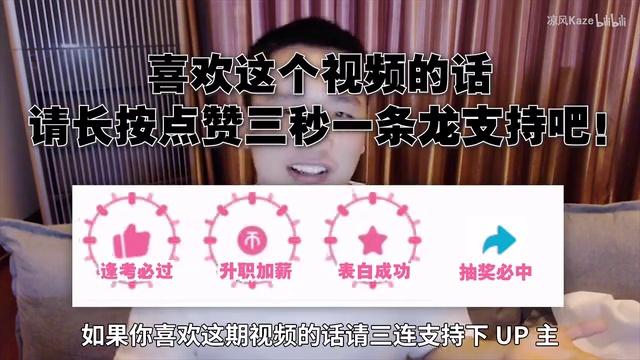 凉风Kaze bilibili
喜欢这个视频的话
请长按点赞三秒一条龙支持吧！
逢考必过 升职加薪 表白成功 抽奖必中
如果你喜欢这期视频的话请三连支持下 UP 主